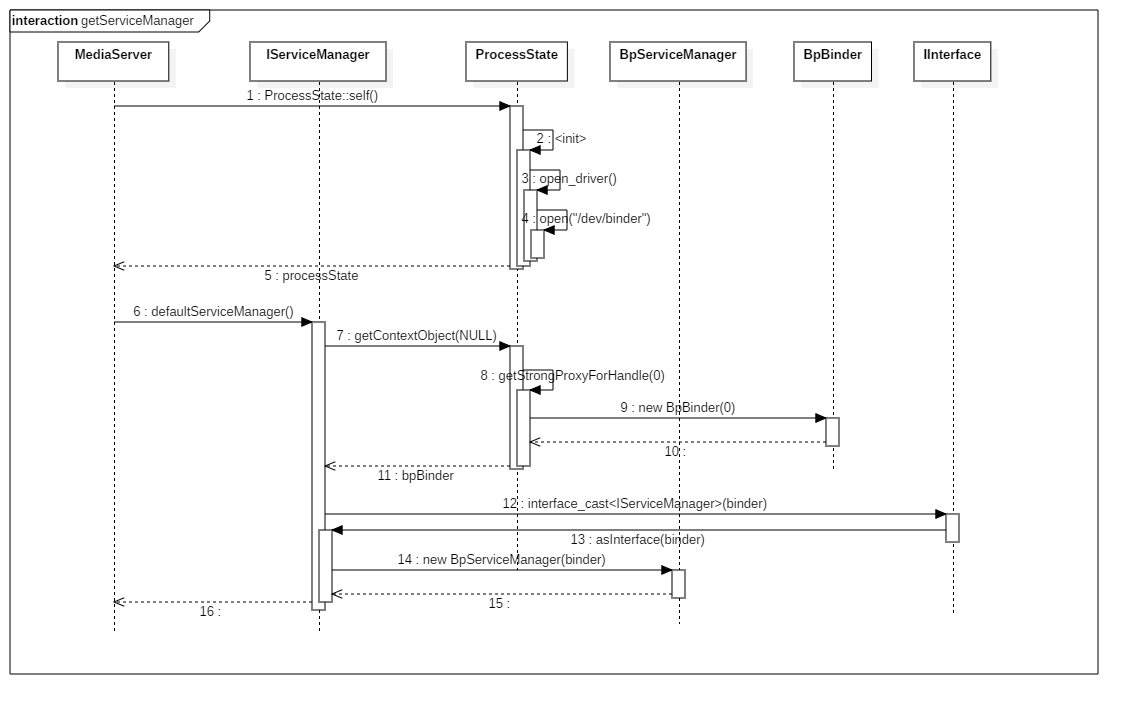 interaction getServiceManager
MediaServer
IServiceManager
ProcessState
BpServiceManager
BpBinder
IInterface
1 : ProcessState::self()
2 : <init>
3 : open_driver()
4 : open("/dev/binder")
5 : processState
6 : defaultServiceManager()
7 : getContextObject(NULL)
8 : getStrongProxyForHandle(0)
9 : new BpBinder(0)
10 :
11 : bpBinder
12 : interface_cast<IServiceManager>(binder)
13 : asInterface(binder)
14 : new BpServiceManager(binder)
15 :
16 :